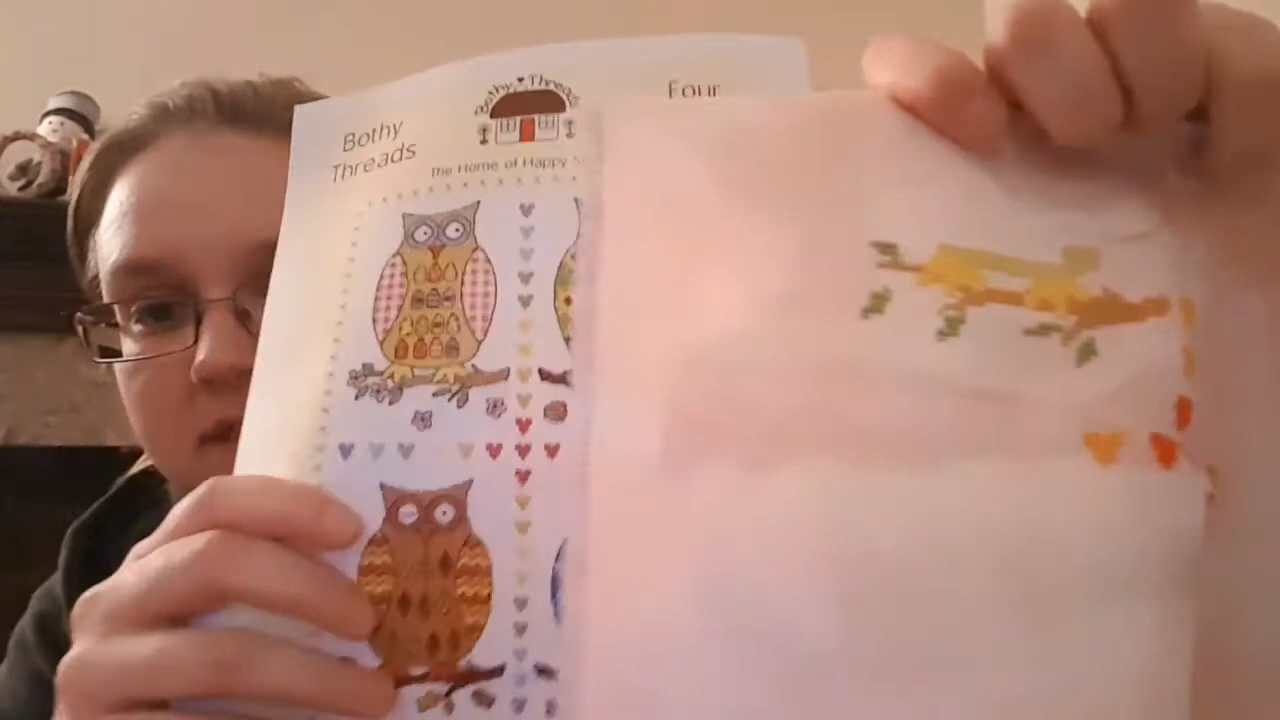 Bothy
Threads
Bothy Threads
The Home of Happy S
Four